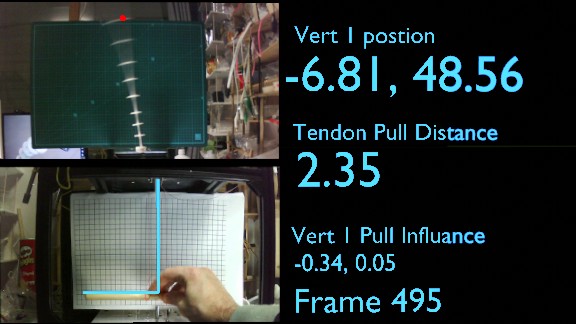 Vert 1 postion
-6.81, 48.56
Tendon Pull Distance
2.35
Vert 1 Pull Influance
-0.34, 0.05
Frame 495